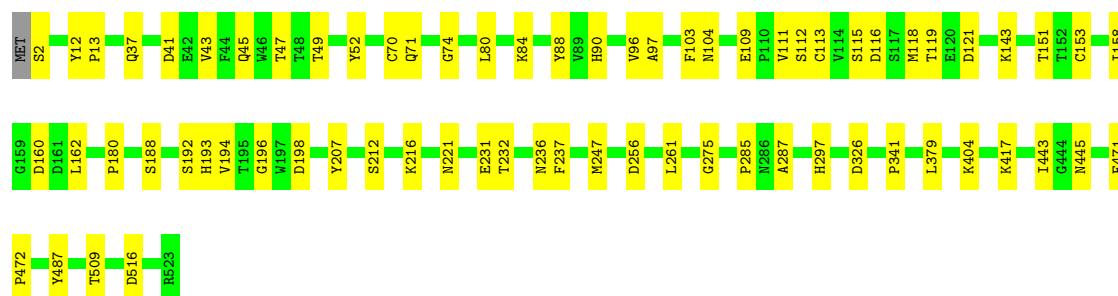 MET S2 Y12 P13 Q37 D41 E42 V43 F44 Q45 W46 T47 T48 T49 Y52 C70 Q71 G74 L80 K84 Y88 V89 H90 V96 A97 F103 N104 E109 P110 V111 S112 C113 V114 S115 D116 S117 M118 T119 E120 D121 K143 T151 T152 C153
G159 D160 D161 L162 P180 S188 S192 H193 V194 T195 G196 W197 D198 Y207 S212 K216 N221 E231 T232 N236 F237 M247 D256 L261 G275 P285 N286 A287 H297 D326 P341 L379 K404 K417 I443 G444 N445
P472 Y487 T509 D516 R523